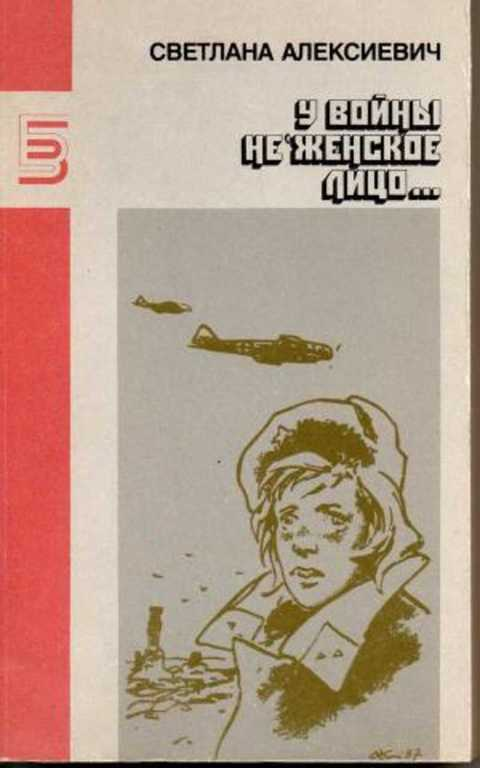 СВЕТЛАНА АЛЕКСИЕВИЧ
У ВОЙНЫ
НЕ ЖЕНСКОЕ
ЛИЦО...
Б